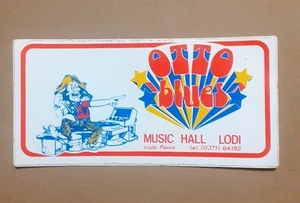 OTTO
blues
MUSIC HALL LODI
viale Pavia tel. (0371) 64192